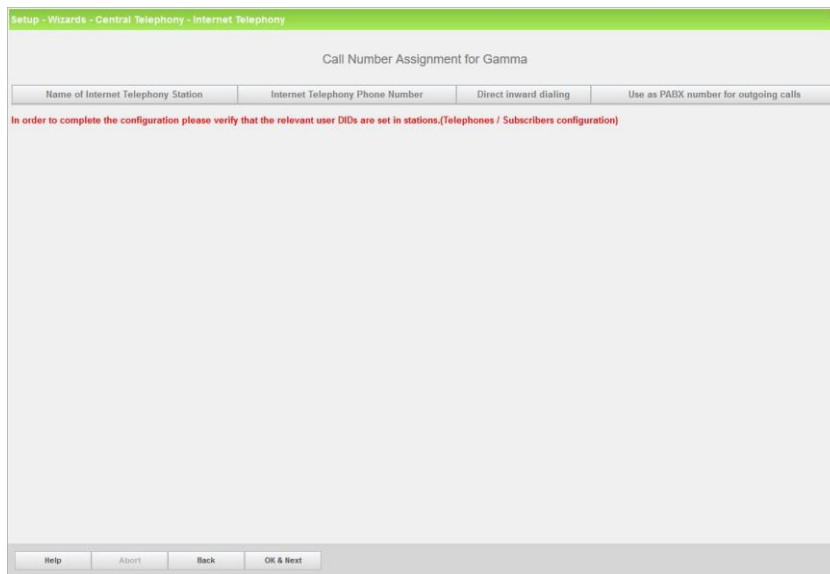 Setup - Wizards - Central Telephony - Internet Telephony
Call Number Assignment for Gamma
Name of Internet Telephony Station Internet Telephony Phone Number Direct inward dialing Use as PABX number for outgoing calls
In order to complete the configuration please verify that the relevant user DIDs are set in stations.(Telephones / Subscribers configuration)
Help Abort Back OK & Next